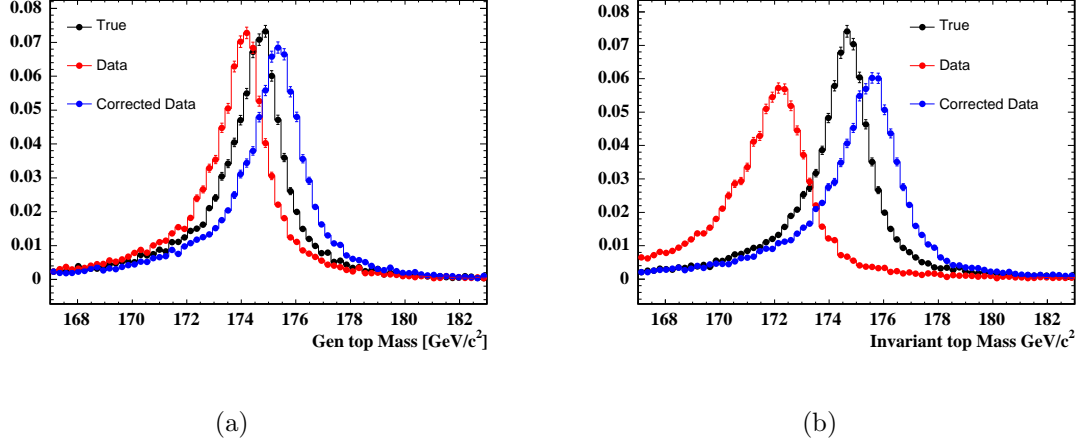 0.08
0.07
0.06
0.05
0.04
0.03
0.02
0.01
0
True
Data
Corrected Data
168 170 172 174 176 178 180 182
Gen top Mass [GeV/c²]
(a)
0.08
0.07
0.06
0.05
0.04
0.03
0.02
0.01
0
True
Data
Corrected Data
168 170 172 174 176 178 180 182
Invariant top Mass GeV/c²
(b)